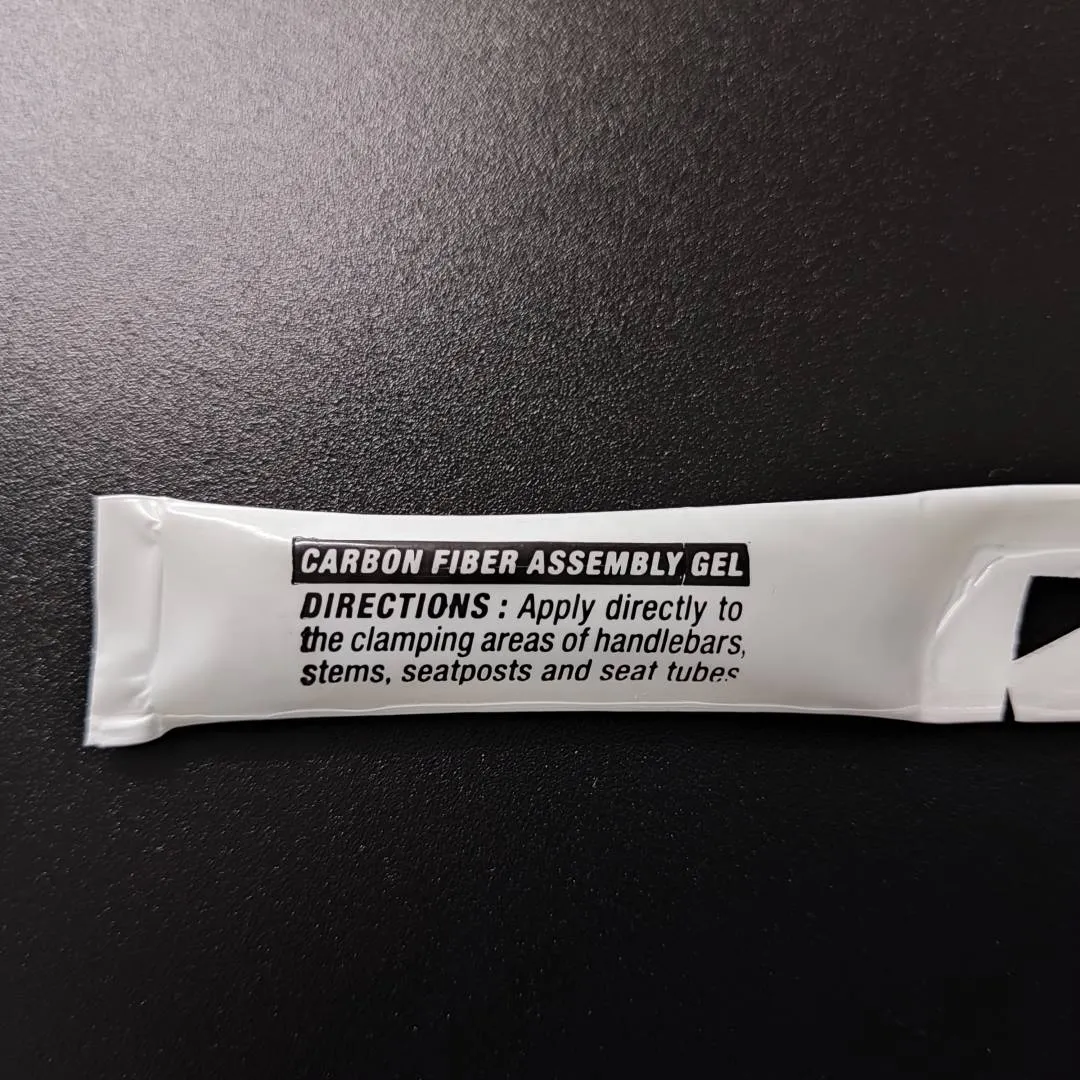 CARBON FIBER ASSEMBLY GEL
DIRECTIONS : Apply directly to
the clamping areas of handlebars,
stems, seatposts and seat tubes